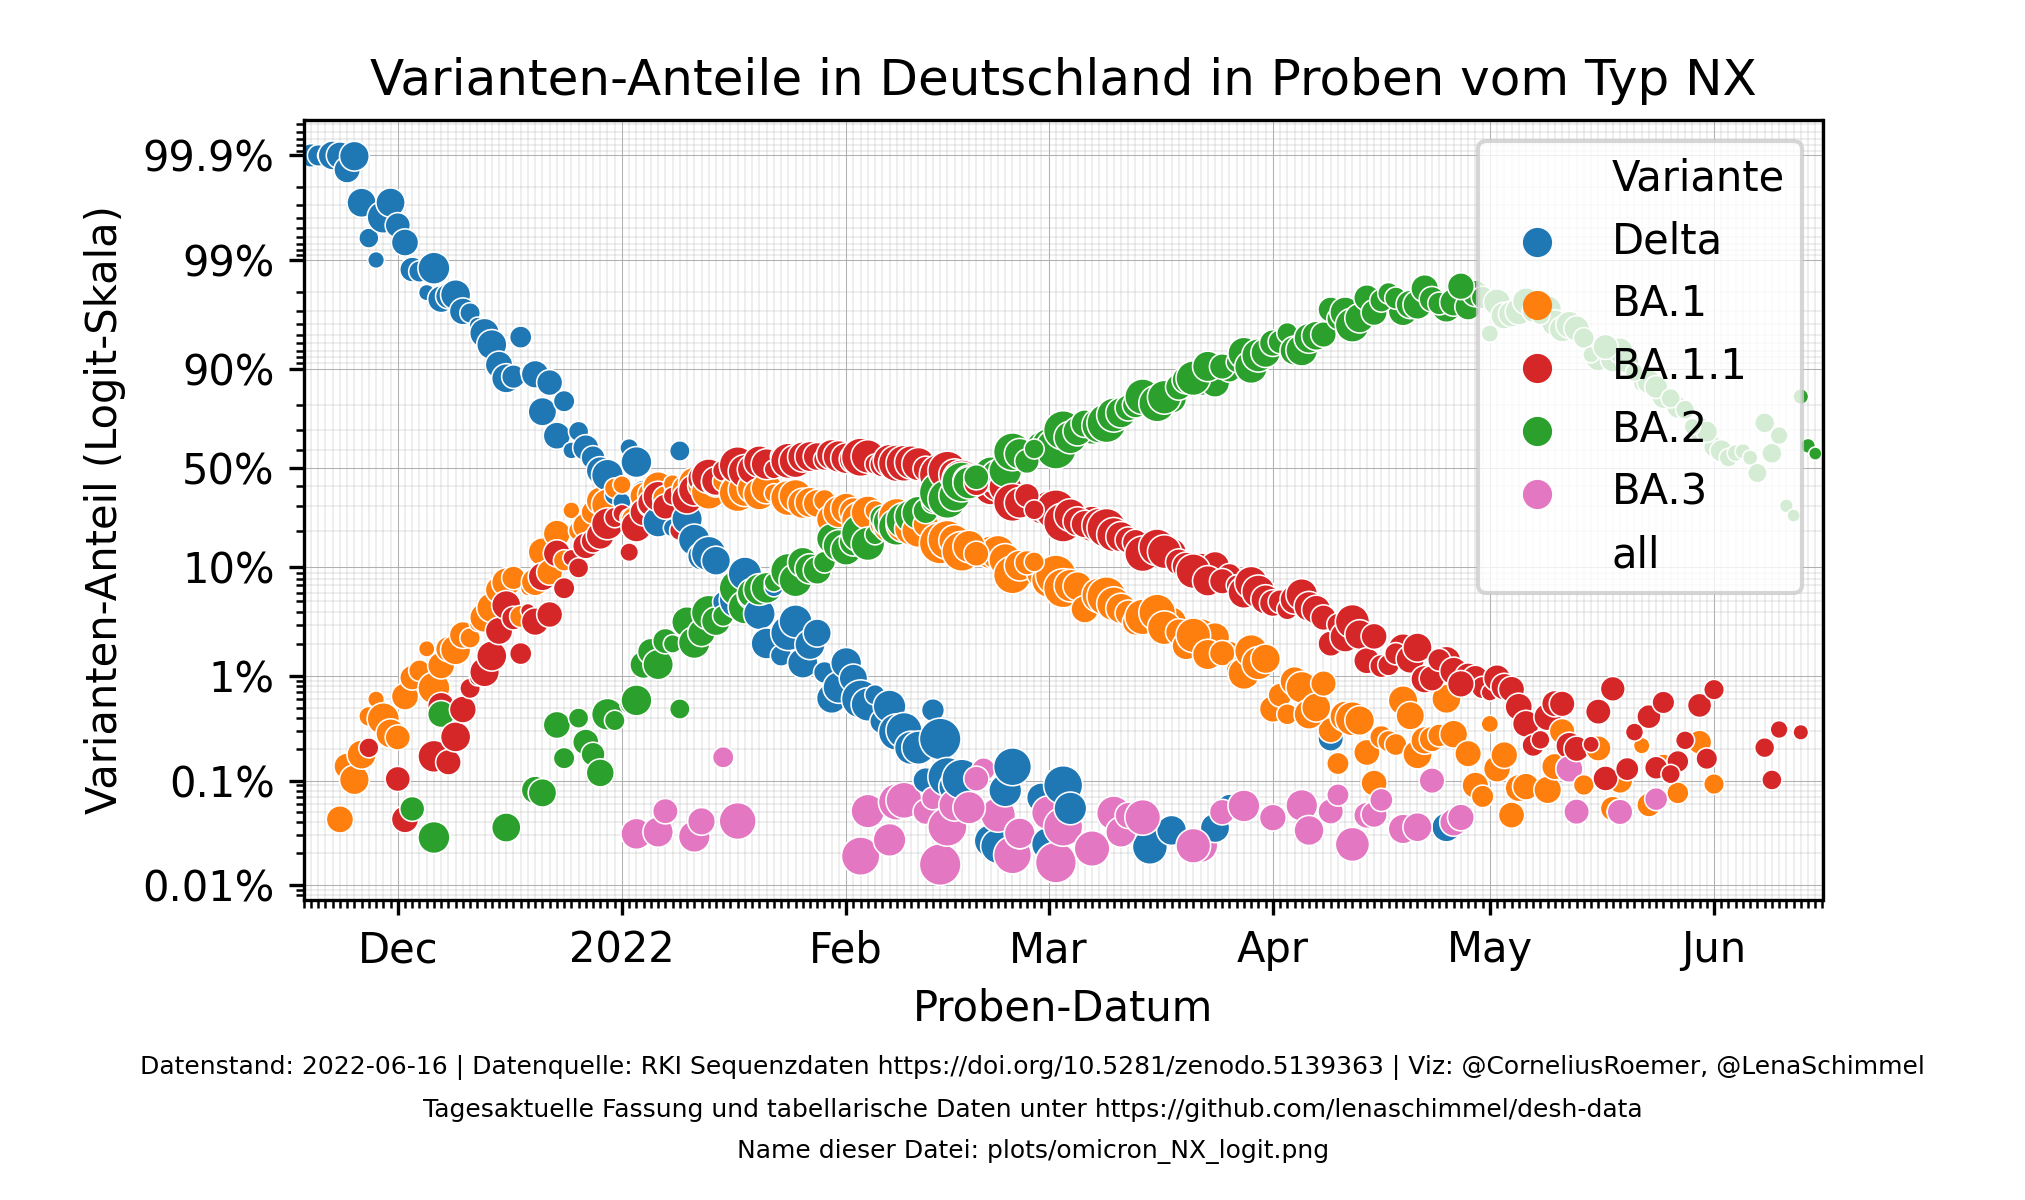 Varianten-Anteile in Deutschland in Proben vom Typ NX
Varianten-Anteil (Logit-Skala)
99.9%
99%
90%
50%
10%
1%
0.1%
0.01%
Variante
Delta
BA.1
BA.1.1
BA.2
BA.3
all
Dec
2022
Feb
Mar
Apr
May
Jun
Proben-Datum
Datenstand: 2022-06-16 | Datenquelle: RKI Sequenzdaten https://doi.org/10.5281/zenodo.5139363 | Viz: @CorneliusRoemer, @LenaSchimmel
Tagesaktuelle Fassung und tabellarische Daten unter https://github.com/lenaschimmel/desh-data
Name dieser Datei: plots/omicron_NX_logit.png